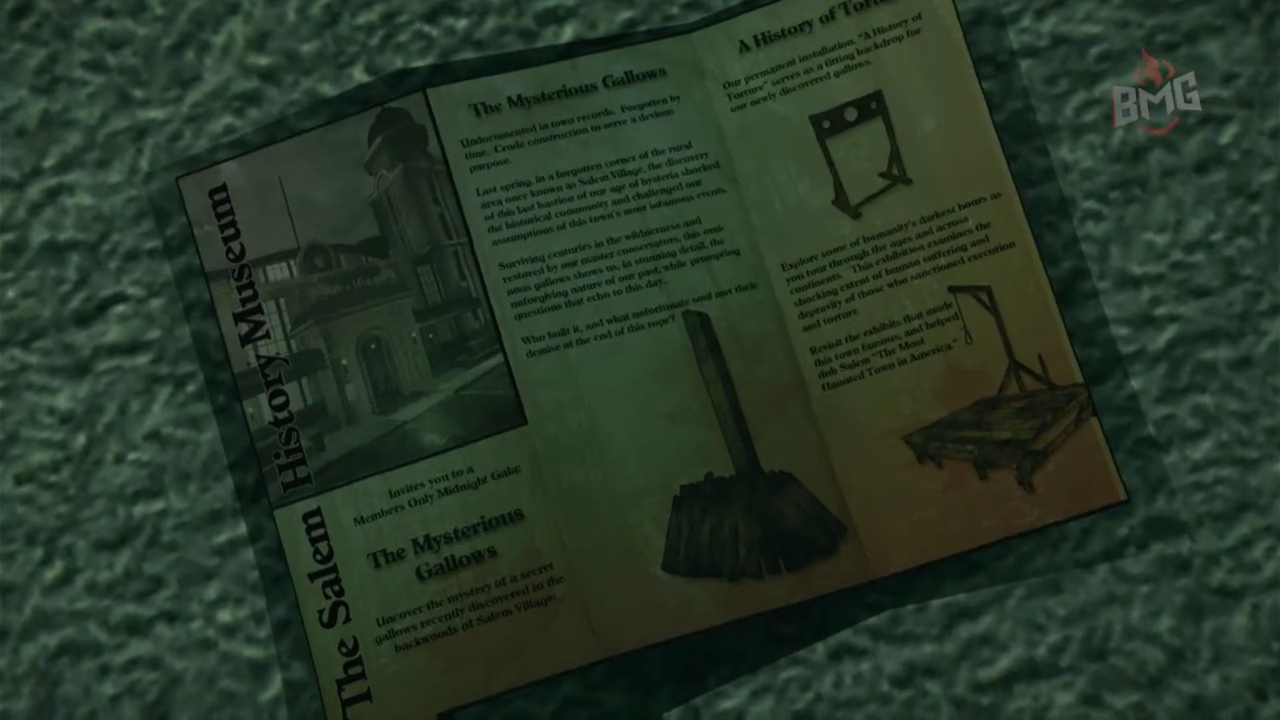 The Salem
History Museum
Invites you to a
Members Only Midnight Gala:
The Mysterious
Gallows
Uncover the mystery of a secret
gallows recently discovered in the
backwoods of Salem Village.
The Mysterious Gallows
Undocumented in town records. Forgotten by
time. Crude construction to serve a devious
purpose.
Last spring, in a forgotten corner of the rural
area once known as Salem Village, the discovery
of this last bastion of our age of hysteria shocked
the historical community and challenged our
assumptions of this town's most infamous events.
Surviving centuries in the wilderness and
restored by our master conservators, this omi-
nous gallows shows us, in stunning detail, the
unforgiving nature of our past, while prompting
questions that echo to this day..
Who built it, and what unfortunate soul met their
demise at the end of this rope?
A History of
Our permanent installation, "A History of
Torture" serves as a fitting backdrop for
our newly discovered gallows.
Explore some of humanity's darkest hours as
you tour through the ages and across
continents. This exhibition examines the
shocking extent of human suffering and
depravity of those who sanctioned execution
and torture.
Revisit the exhibits that made
this town famous, and helped
dub Salem "The Most
Haunted Town in America."
BMG